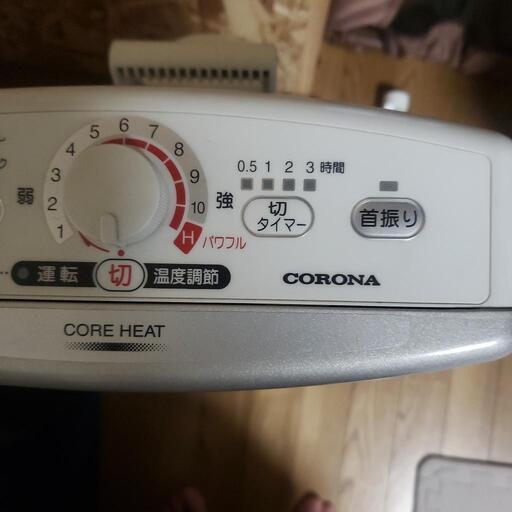 0.5 1 2 3 時間
1 2 3 4 5 6 7 8 9 10
弱
強
H パワフル
切
タイマー
首振り
運転 切 温度調節
CORONA
CORE HEAT